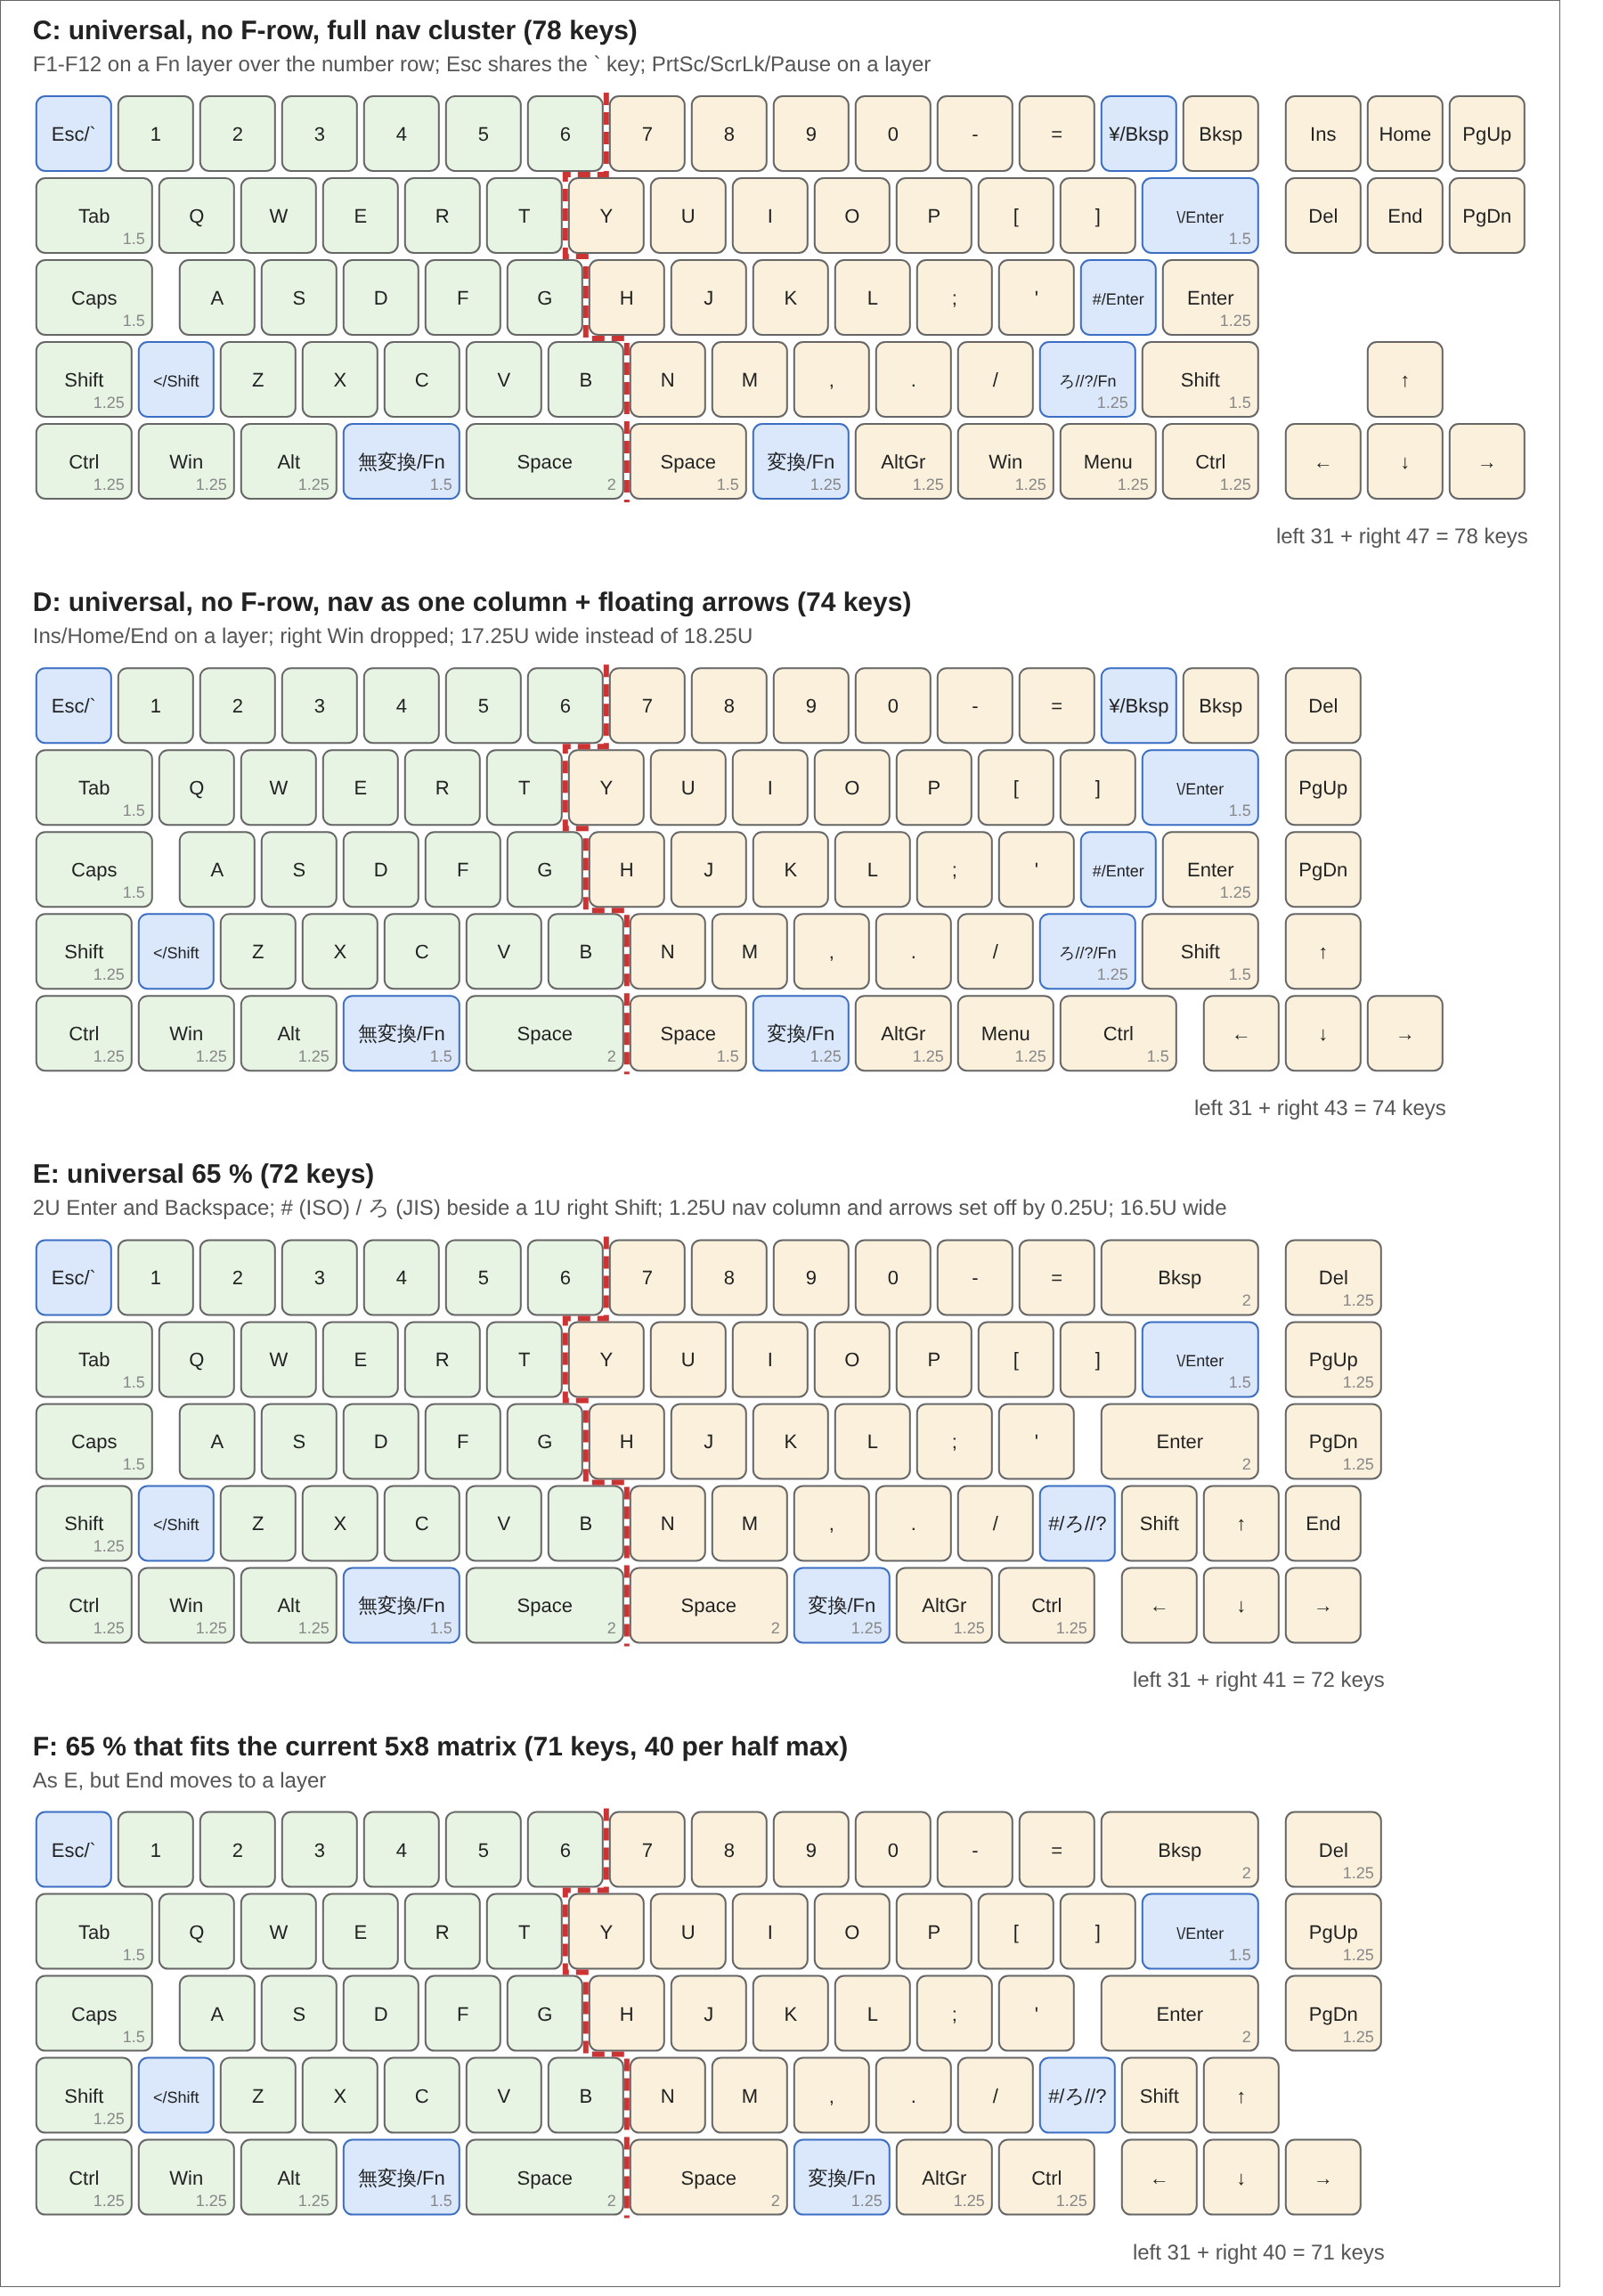 C: universal, no F-row, full nav cluster (78 keys)
F1-F12 on a Fn layer over the number row; Esc shares the ` key; PrtSc/ScrLk/Pause on a layer
Esc/` 1 2 3 4 5 6 7 8 9 0 - = ¥/Bksp Bksp Ins Home PgUp
Tab 1.5 Q W E R T Y U I O P [ ] \/Enter 1.5 Del End PgDn
Caps 1.5 A S D F G H J K L ; ' #/Enter Enter 1.25
Shift 1.25 </Shift Z X C V B N M , . / ろ//?/Fn 1.25 Shift 1.5 ↑
Ctrl 1.25 Win 1.25 Alt 1.25 無変換/Fn 1.5 Space 2 Space 1.5 変換/Fn 1.25 AltGr 1.25 Win 1.25 Menu 1.25 Ctrl 1.25 ← ↓ →
left 31 + right 47 = 78 keys
D: universal, no F-row, nav as one column + floating arrows (74 keys)
Ins/Home/End on a layer; right Win dropped; 17.25U wide instead of 18.25U
Esc/` 1 2 3 4 5 6 7 8 9 0 - = ¥/Bksp Bksp Del
Tab 1.5 Q W E R T Y U I O P [ ] \/Enter 1.5 PgUp
Caps 1.5 A S D F G H J K L ; ' #/Enter Enter 1.25 PgDn
Shift 1.25 </Shift Z X C V B N M , . / ろ//?/Fn 1.25 Shift 1.5 ↑
Ctrl 1.25 Win 1.25 Alt 1.25 無変換/Fn 1.5 Space 2 Space 1.5 変換/Fn 1.25 AltGr 1.25 Menu 1.25 Ctrl 1.5 ← ↓ →
left 31 + right 43 = 74 keys
E: universal 65 % (72 keys)
2U Enter and Backspace; # (ISO) / ろ (JIS) beside a 1U right Shift; 1.25U nav column and arrows set off by 0.25U; 16.5U wide
Esc/` 1 2 3 4 5 6 7 8 9 0 - = Bksp 2 Del 1.25
Tab 1.5 Q W E R T Y U I O P [ ] \/Enter 1.5 PgUp 1.25
Caps 1.5 A S D F G H J K L ; ' Enter 2 PgDn 1.25
Shift 1.25 </Shift Z X C V B N M , . / #/ろ//? Shift ↑ End
Ctrl 1.25 Win 1.25 Alt 1.25 無変換/Fn 1.5 Space 2 Space 2 変換/Fn 1.25 AltGr 1.25 Ctrl 1.25 ← ↓ →
left 31 + right 41 = 72 keys
F: 65 % that fits the current 5x8 matrix (71 keys, 40 per half max)
As E, but End moves to a layer
Esc/` 1 2 3 4 5 6 7 8 9 0 - = Bksp 2 Del 1.25
Tab 1.5 Q W E R T Y U I O P [ ] \/Enter 1.5 PgUp 1.25
Caps 1.5 A S D F G H J K L ; ' Enter 2 PgDn 1.25
Shift 1.25 </Shift Z X C V B N M , . / #/ろ//? Shift ↑
Ctrl 1.25 Win 1.25 Alt 1.25 無変換/Fn 1.5 Space 2 Space 2 変換/Fn 1.25 AltGr 1.25 Ctrl 1.25 ← ↓ →
left 31 + right 40 = 71 keys